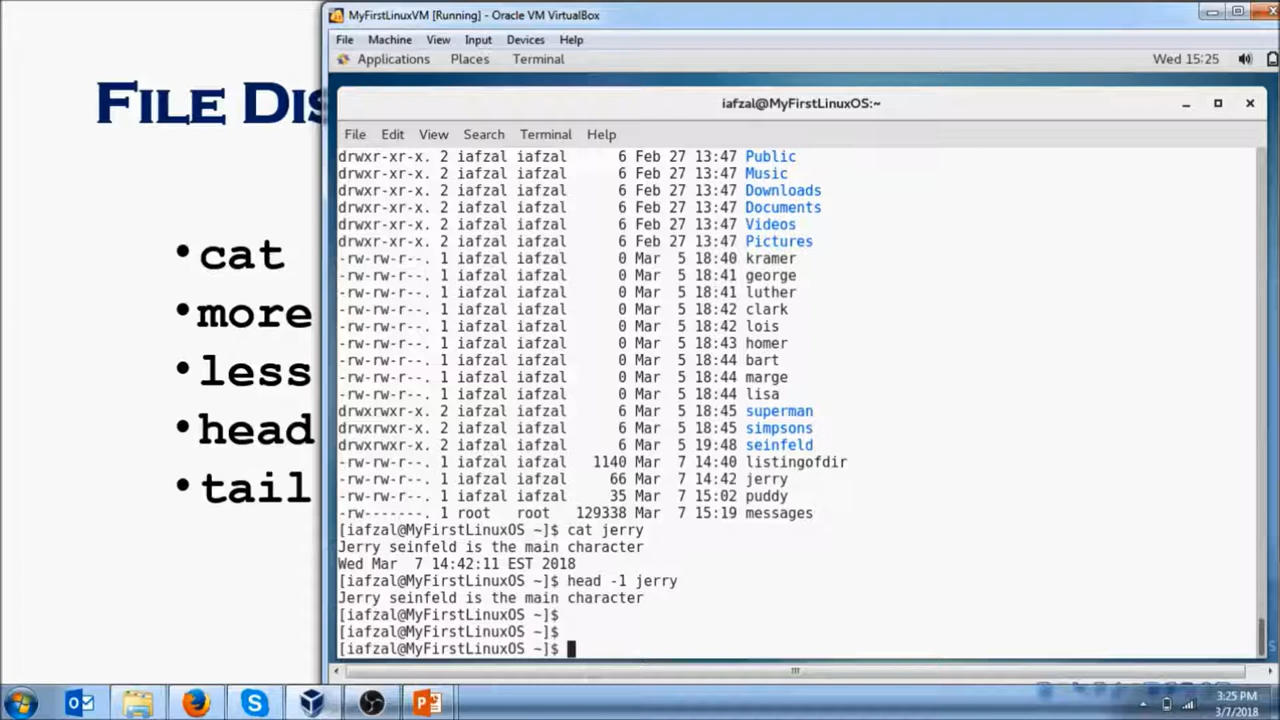 MyFirstLinuxVM [Running] - Oracle VM VirtualBox
File Machine View Input Devices Help
Applications Places Terminal Wed 15:25
FILE DIS
•cat
•more
•less
•head
•tail
iafzal@MyFirstLinuxOS:~
File Edit View Search Terminal Help
drwxr-xr-x. 2 iafzal iafzal 6 Feb 27 13:47 Public
drwxr-xr-x. 2 iafzal iafzal 6 Feb 27 13:47 Music
drwxr-xr-x. 2 iafzal iafzal 6 Feb 27 13:47 Downloads
drwxr-xr-x. 2 iafzal iafzal 6 Feb 27 13:47 Documents
drwxr-xr-x. 2 iafzal iafzal 6 Feb 27 13:47 Videos
drwxr-xr-x. 2 iafzal iafzal 6 Feb 27 13:47 Pictures
-rw-rw-r--. 1 iafzal iafzal 0 Mar 5 18:40 kramer
-rw-rw-r--. 1 iafzal iafzal 0 Mar 5 18:41 george
-rw-rw-r--. 1 iafzal iafzal 0 Mar 5 18:41 luther
-rw-rw-r--. 1 iafzal iafzal 0 Mar 5 18:42 clark
-rw-rw-r--. 1 iafzal iafzal 0 Mar 5 18:42 lois
-rw-rw-r--. 1 iafzal iafzal 0 Mar 5 18:43 homer
-rw-rw-r--. 1 iafzal iafzal 0 Mar 5 18:44 bart
-rw-rw-r--. 1 iafzal iafzal 0 Mar 5 18:44 marge
-rw-rw-r--. 1 iafzal iafzal 0 Mar 5 18:44 lisa
drwxrwxr-x. 2 iafzal iafzal 6 Mar 5 18:45 superman
drwxrwxr-x. 2 iafzal iafzal 6 Mar 5 18:45 simpsons
drwxrwxr-x. 2 iafzal iafzal 6 Mar 5 19:48 seinfeld
-rw-rw-r--. 1 iafzal iafzal 1140 Mar 7 14:40 listingofdir
-rw-rw-r--. 1 iafzal iafzal 66 Mar 7 14:42 jerry
-rw-rw-r--. 1 iafzal iafzal 35 Mar 7 15:02 puddy
-rw-------. 1 root root 129338 Mar 7 15:19 messages
[iafzal@MyFirstLinuxOS ~]$ cat jerry
Jerry seinfeld is the main character
Wed Mar 7 14:42:11 EST 2018
[iafzal@MyFirstLinuxOS ~]$ head -1 jerry
Jerry seinfeld is the main character
[iafzal@MyFirstLinuxOS ~]$
[iafzal@MyFirstLinuxOS ~]$
[iafzal@MyFirstLinuxOS ~]$
3:25 PM
3/7/2018